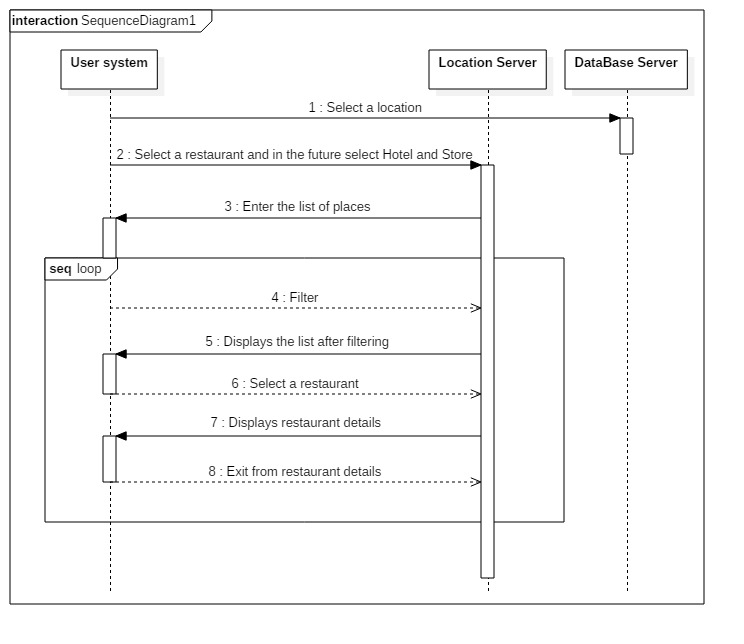 interaction SequenceDiagram1
User system
Location Server
DataBase Server
1 : Select a location
2 : Select a restaurant and in the future select Hotel and Store
3 : Enter the list of places
seq loop
4 : Filter
5 : Displays the list after filtering
6 : Select a restaurant
7 : Displays restaurant details
8 : Exit from restaurant details